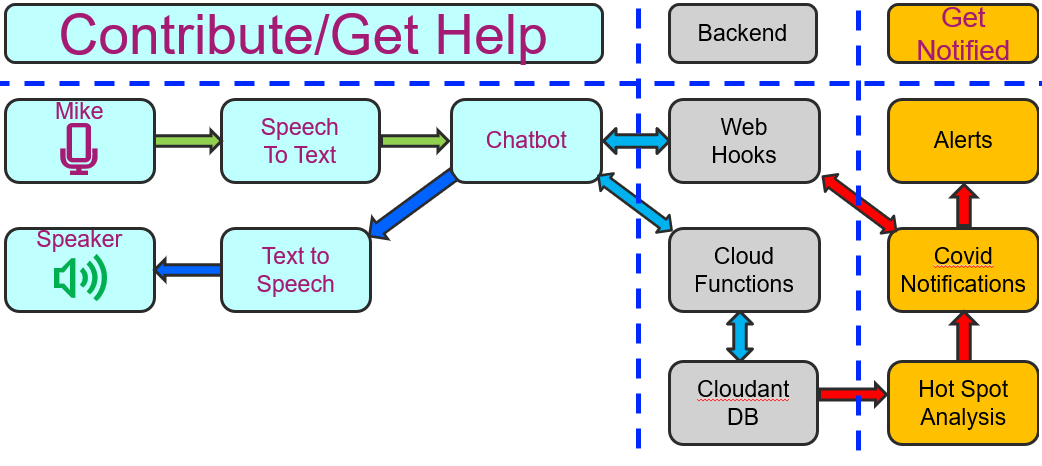 Contribute/Get Help
Backend
Get
Notified
Mike
Speech
To Text
Chatbot
Web
Hooks
Alerts
Speaker
Text to
Speech
Cloud
Functions
Covid
Notifications
Cloudant
DB
Hot Spot
Analysis